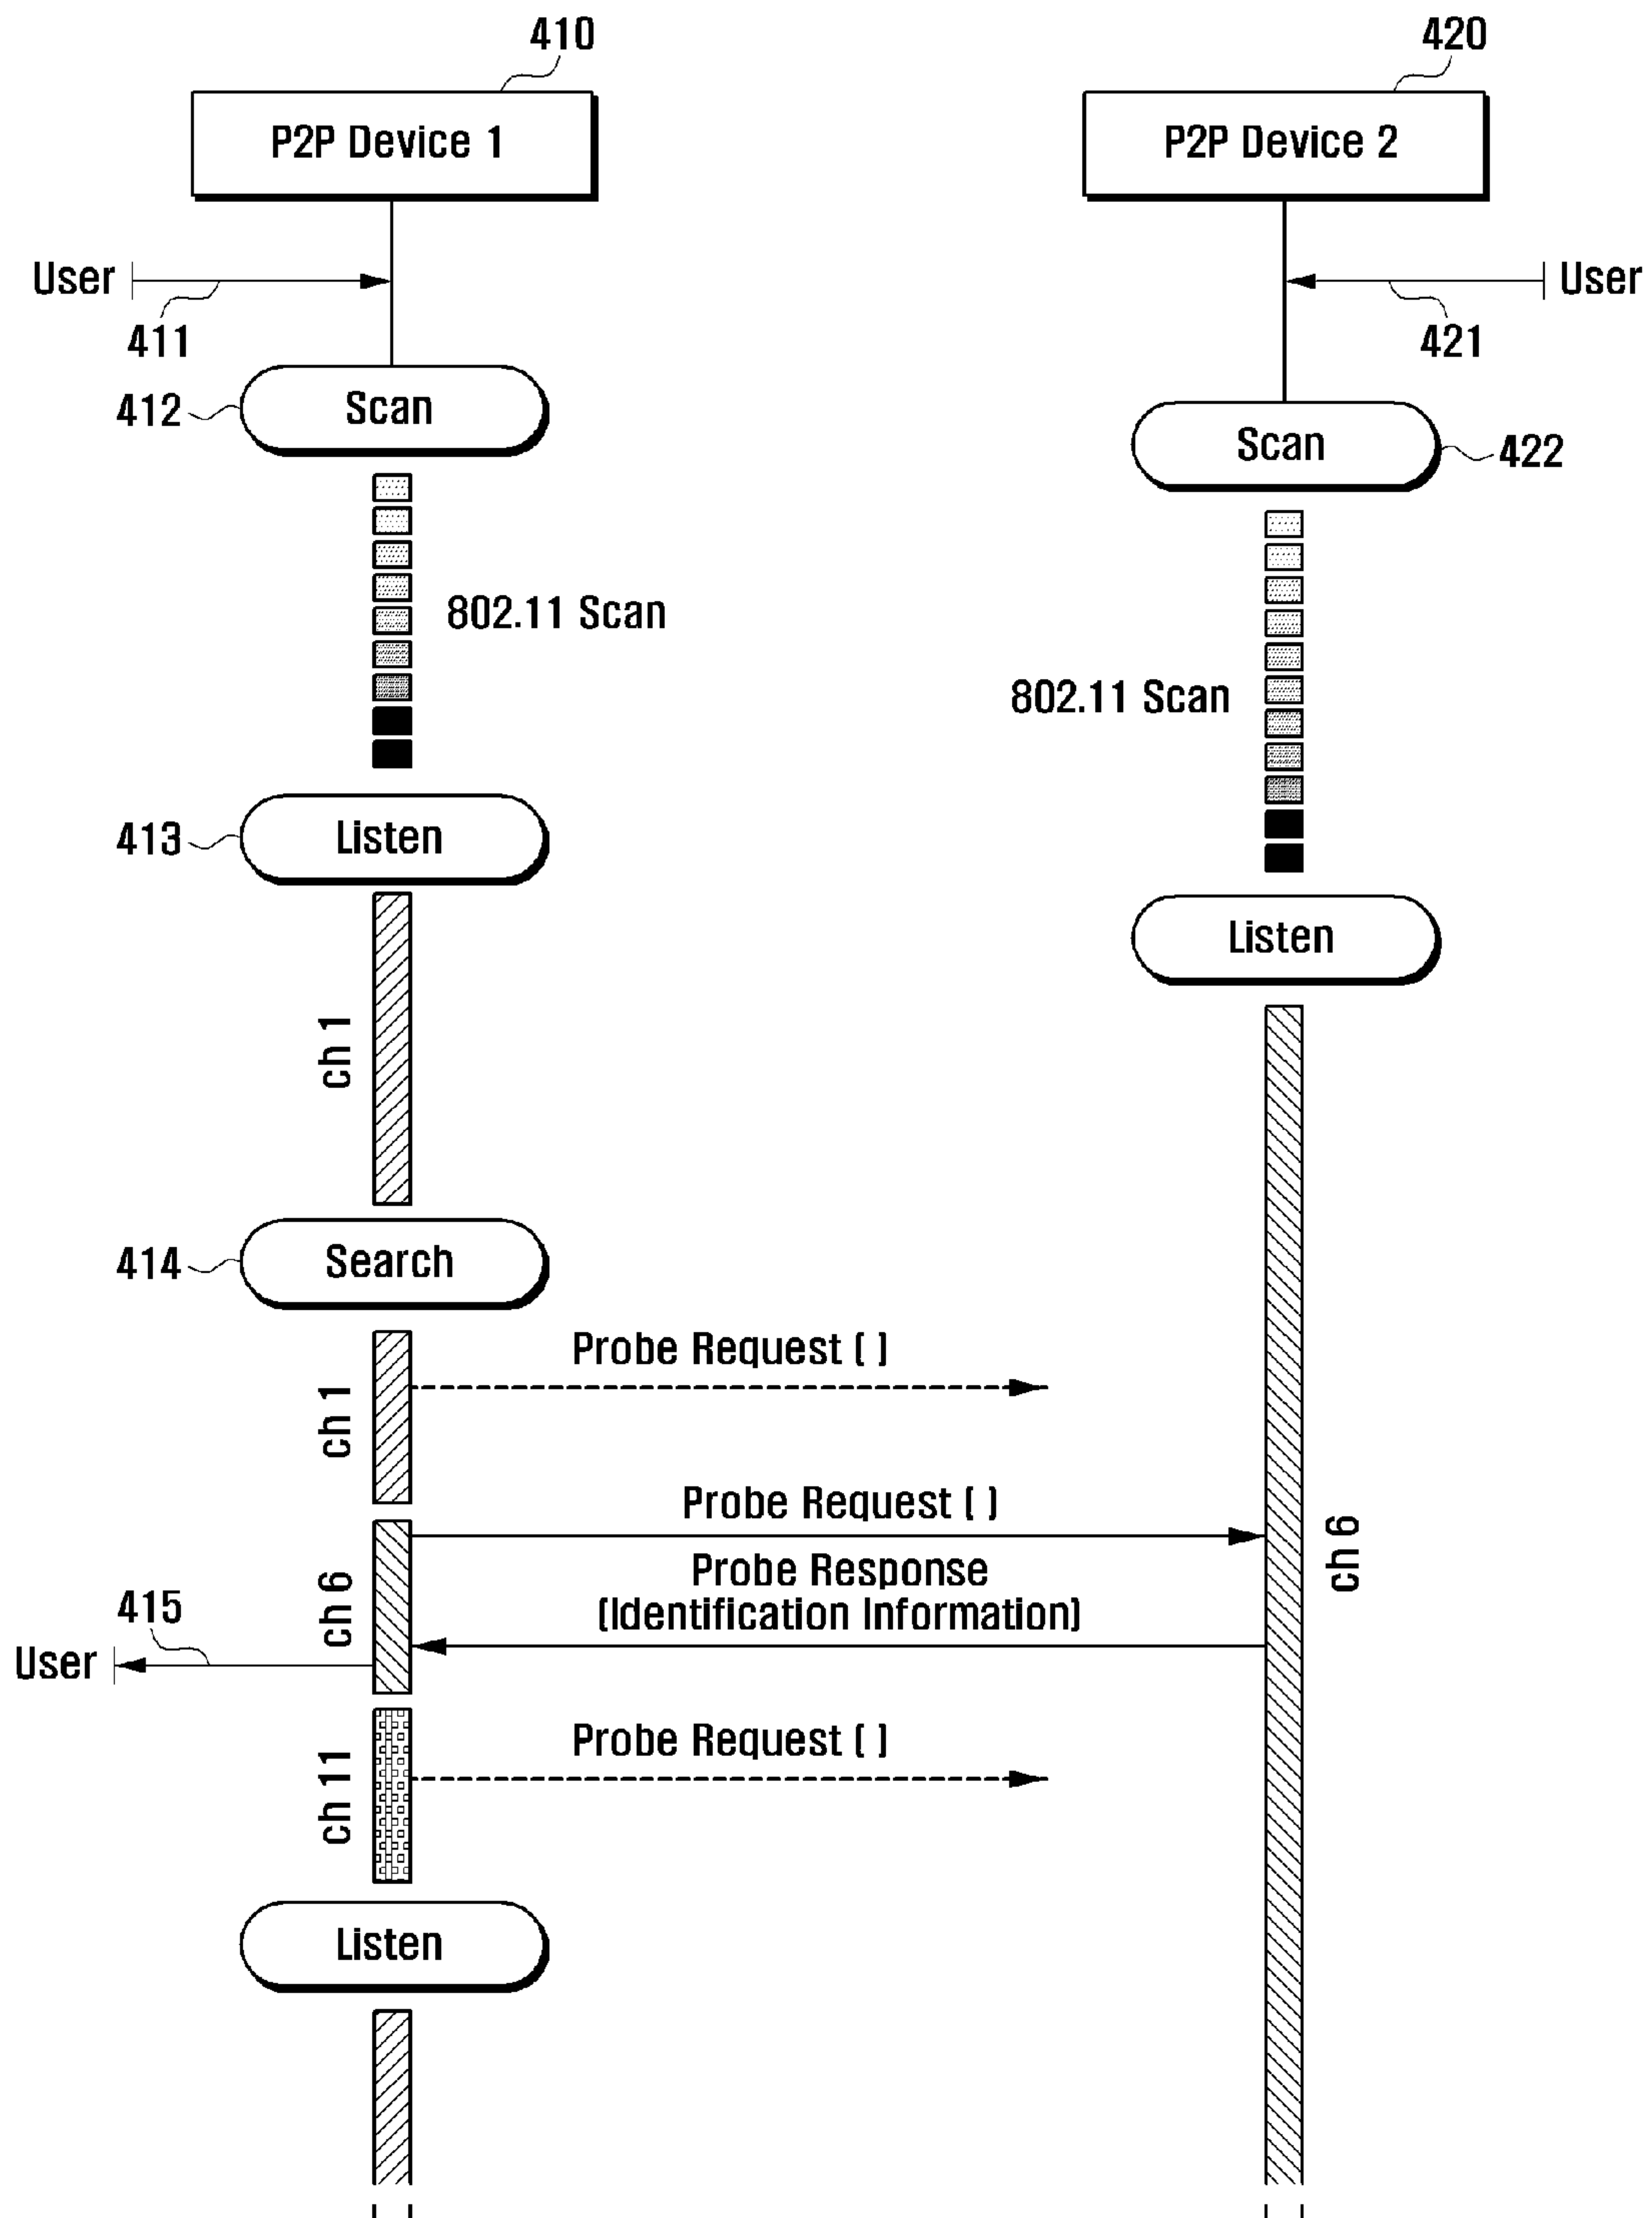 410
420
P2P Device 1
P2P Device 2
User
User
411
421
412
Scan
Scan
422
802.11 Scan
802.11 Scan
413
Listen
Listen
ch 1
414
Search
Probe Request ( )
ch 1
Probe Request ( )
ch 6
Probe Response
(Identification Information)
ch 6
415
User
Probe Request ( )
ch 11
Listen